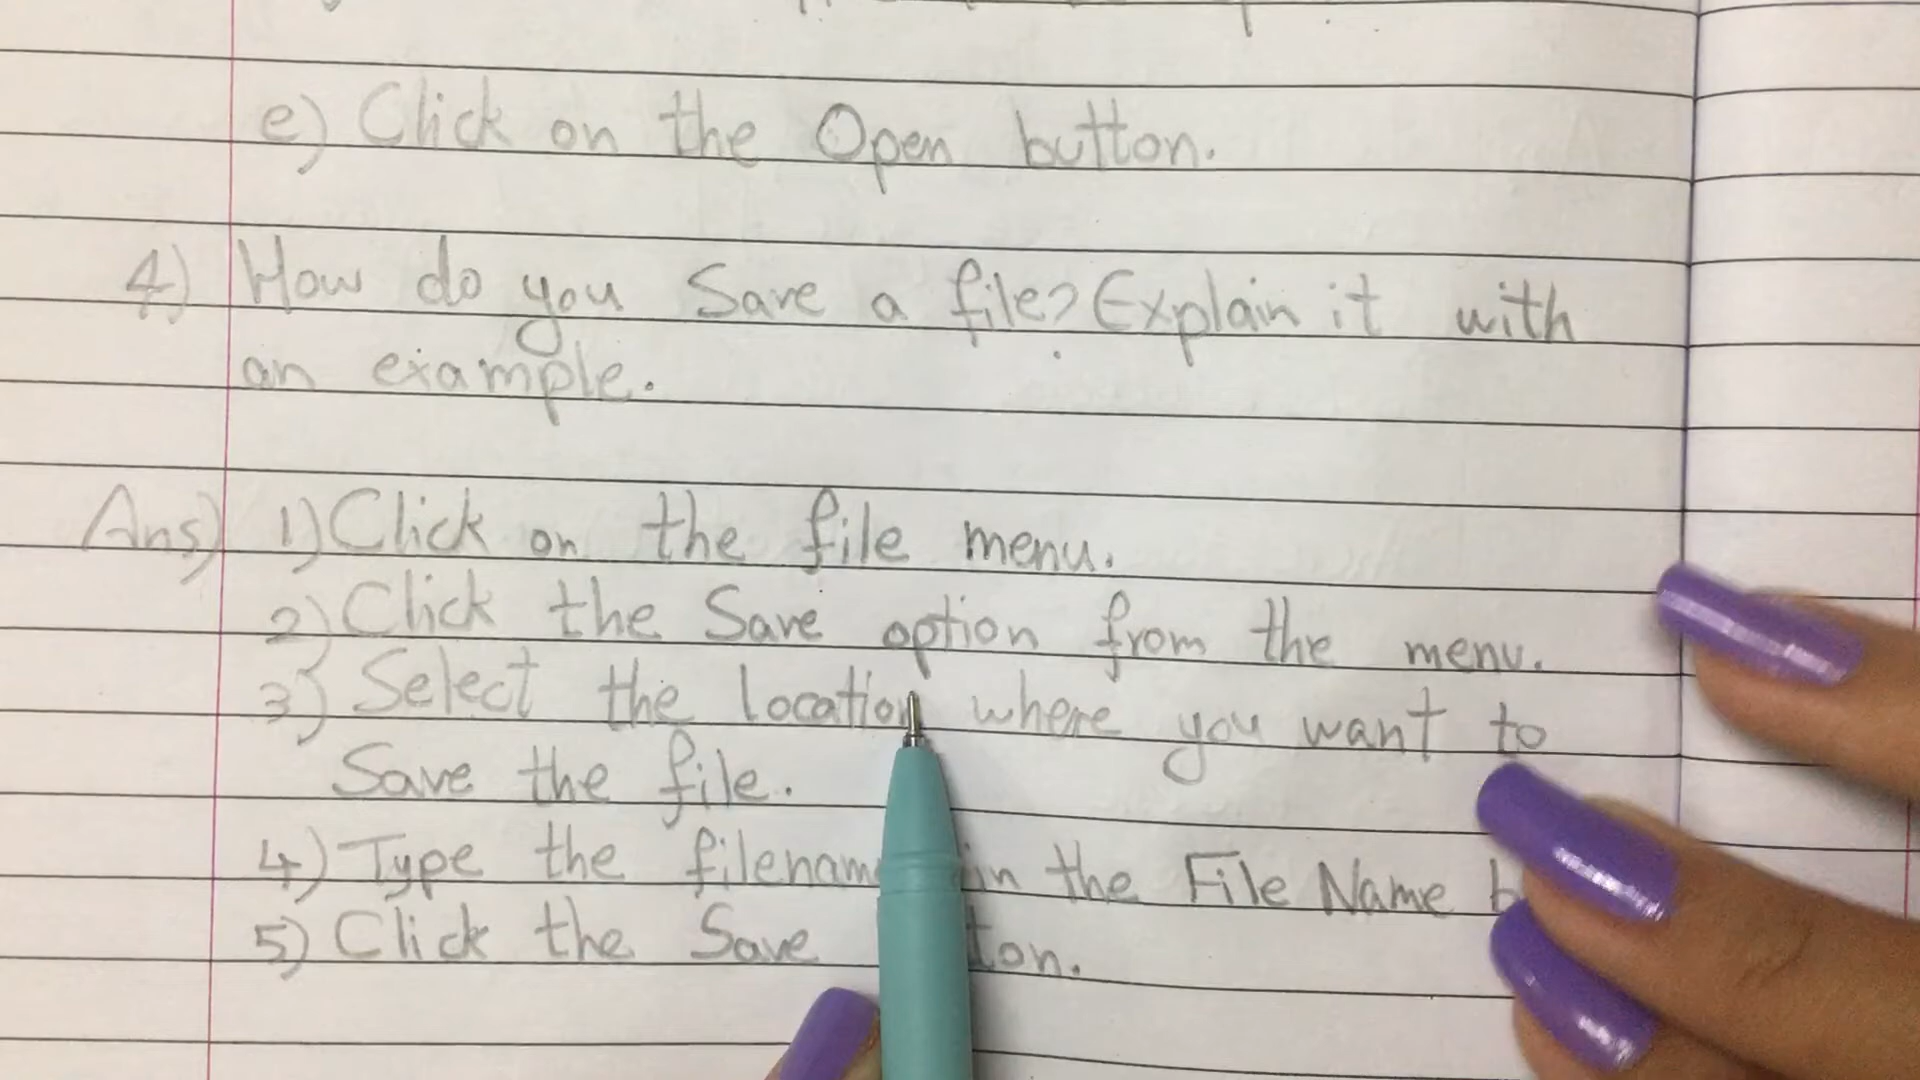 e) Click on the Open button.
4) How do you Save a file? Explain it with
an example.
Ans) 1) Click on the file menu.
2) Click the Save option from the menu.
3) Select the location where you want to
Save the file.
4) Type the filename in the File Name
5) Click the Save